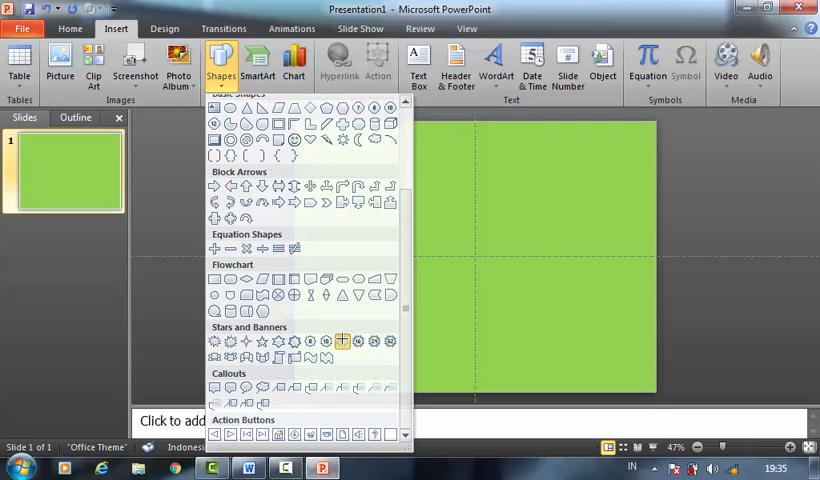 Presentation1 - Microsoft PowerPoint
File Home Insert Design Transitions Animations Slide Show Review View
Table Picture Clip Art Screenshot Photo Album Shapes SmartArt Chart Hyperlink Action Text Box Header & Footer WordArt Date & Time Slide Number Object Equation Symbol Video Audio
Tables Images Text Media
Slides Outline
1
Basic Shapes
Block Arrows
Equation Shapes
Flowchart
Stars and Banners
Callouts
Action Buttons
Click to add
Slide 1 of 1 "Office Theme" Indonesian 47%
IN 19:35